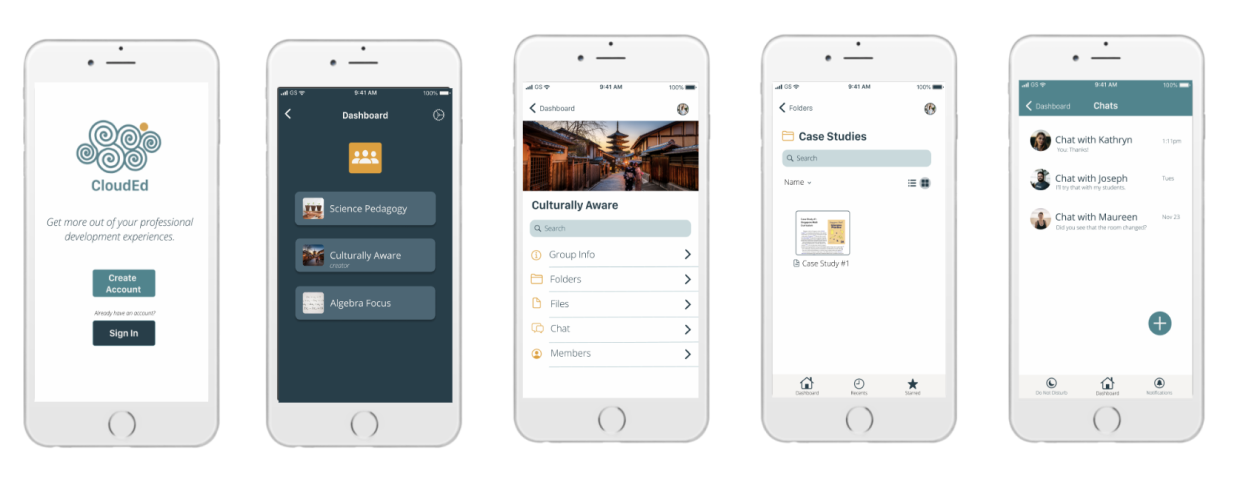 CloudEd
Get more out of your professional
development experiences.
Create
Account
Already have an account?
Sign In
GS
9:41 AM
100%
Dashboard
Science Pedagogy
Culturally Aware
creator
Algebra Focus
GS
9:41 AM
100%
Dashboard
Culturally Aware
Search
Group Info
Folders
Files
Chat
Members
GS
9:41 AM
100%
Folders
Case Studies
Search
Name
Case Study #1
Dashboard
Recents
Starred
GS
9:41 AM
100%
Dashboard
Chats
Chat with Kathryn
1:11pm
You: Thanks!
Chat with Joseph
Tues
I'll try that with my students.
Chat with Maureen
Nov 23
Did you see that the room changed?
Do Not Disturb
Dashboard
Notifications